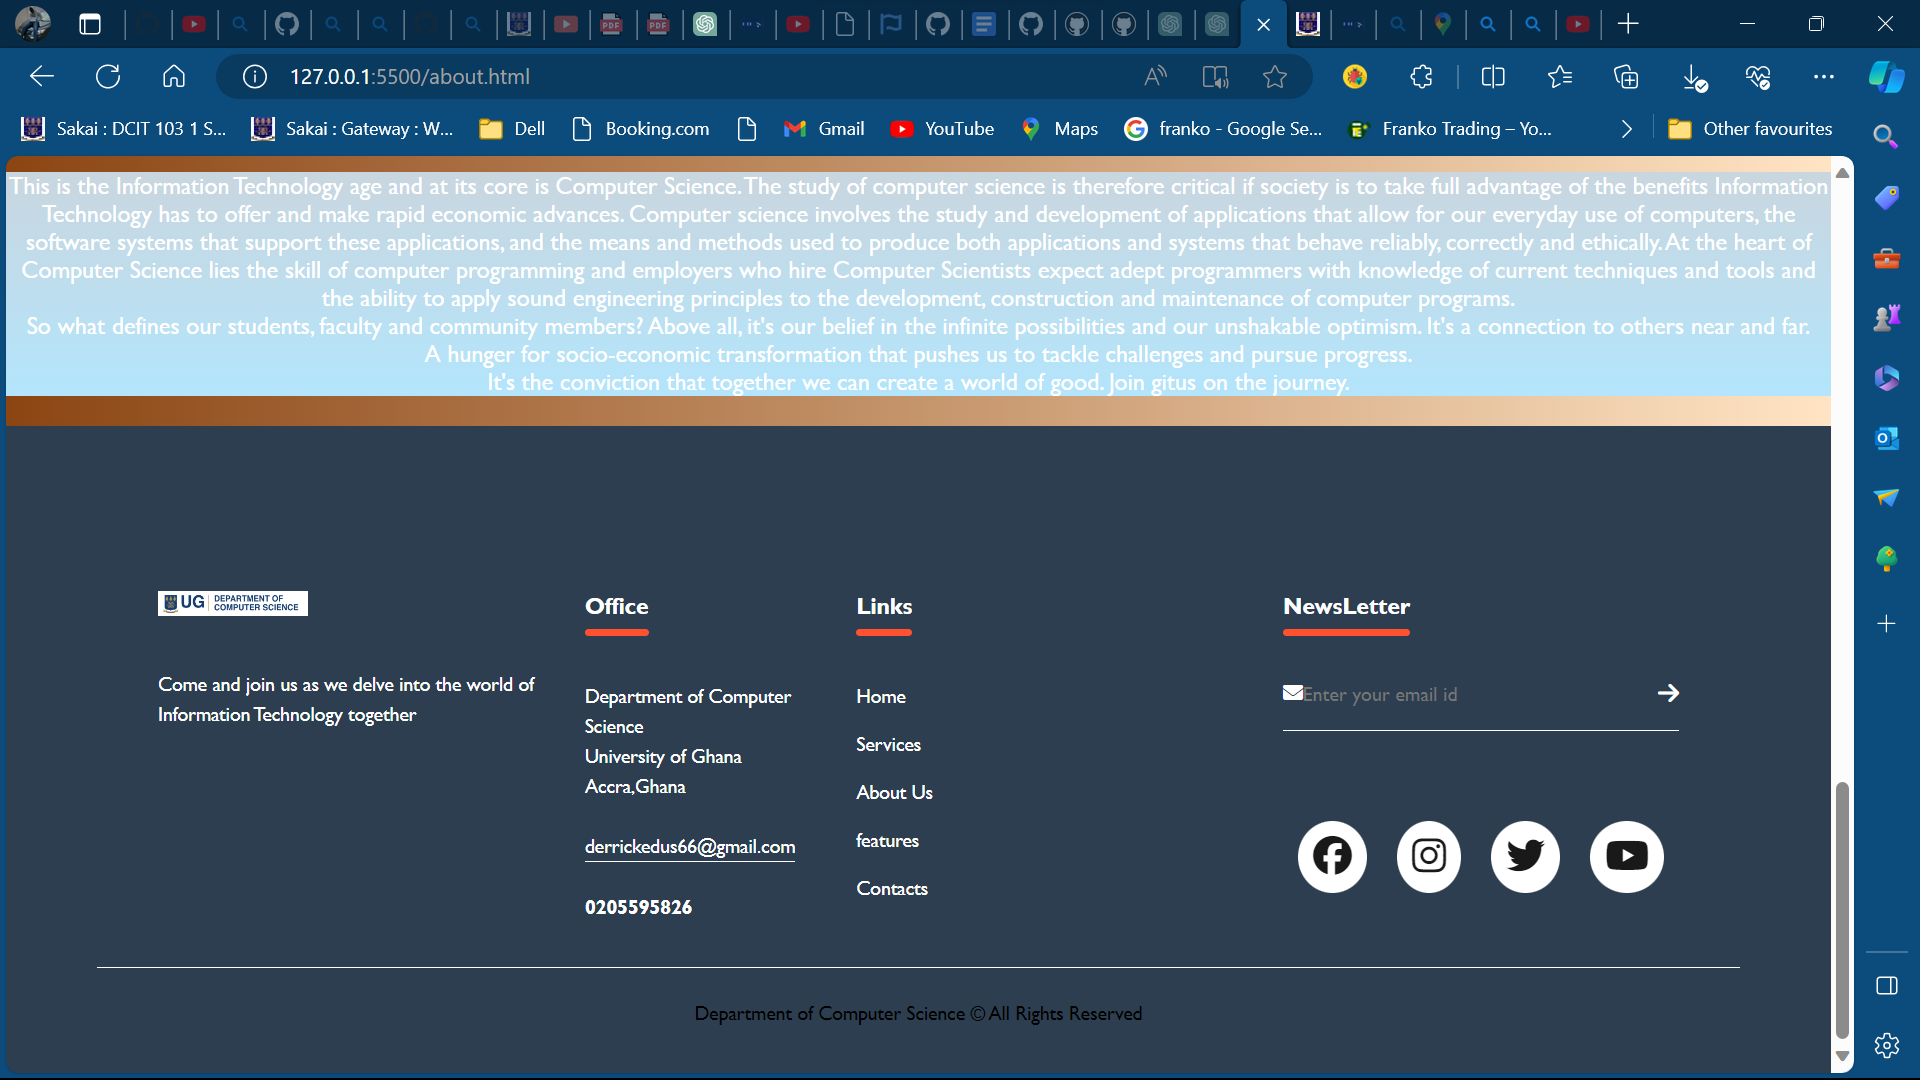 127.0.0.1:5500/about.html
Sakai : DCIT 103 1 S...
Sakai : Gateway : W...
Dell
Booking.com
Gmail
YouTube
Maps
franko - Google Se...
Franko Trading – Yo...
Other favourites
This is the Information Technology age and at its core is Computer Science.The study of computer science is therefore critical if society is to take full advantage of the benefits Information
Technology has to offer and make rapid economic advances. Computer science involves the study and development of applications that allow for our everyday use of computers, the
software systems that support these applications, and the means and methods used to produce both applications and systems that behave reliably, correctly and ethically. At the heart of
Computer Science lies the skill of computer programming and employers who hire Computer Scientists expect adept programmers with knowledge of current techniques and tools and
the ability to apply sound engineering principles to the development, construction and maintenance of computer programs.
So what defines our students, faculty and community members? Above all, it's our belief in the infinite possibilities and our unshakable optimism. It's a connection to others near and far.
A hunger for socio-economic transformation that pushes us to tackle challenges and pursue progress.
It's the conviction that together we can create a world of good. Join gitus on the journey.
UG DEPARTMENT OF
COMPUTER SCIENCE
Come and join us as we delve into the world of
Information Technology together
Office
Department of Computer
Science
University of Ghana
Accra,Ghana
derrickedus66@gmail.com
0205595826
Links
Home
Services
About Us
features
Contacts
NewsLetter
Enter your email id
Department of Computer Science © All Rights Reserved